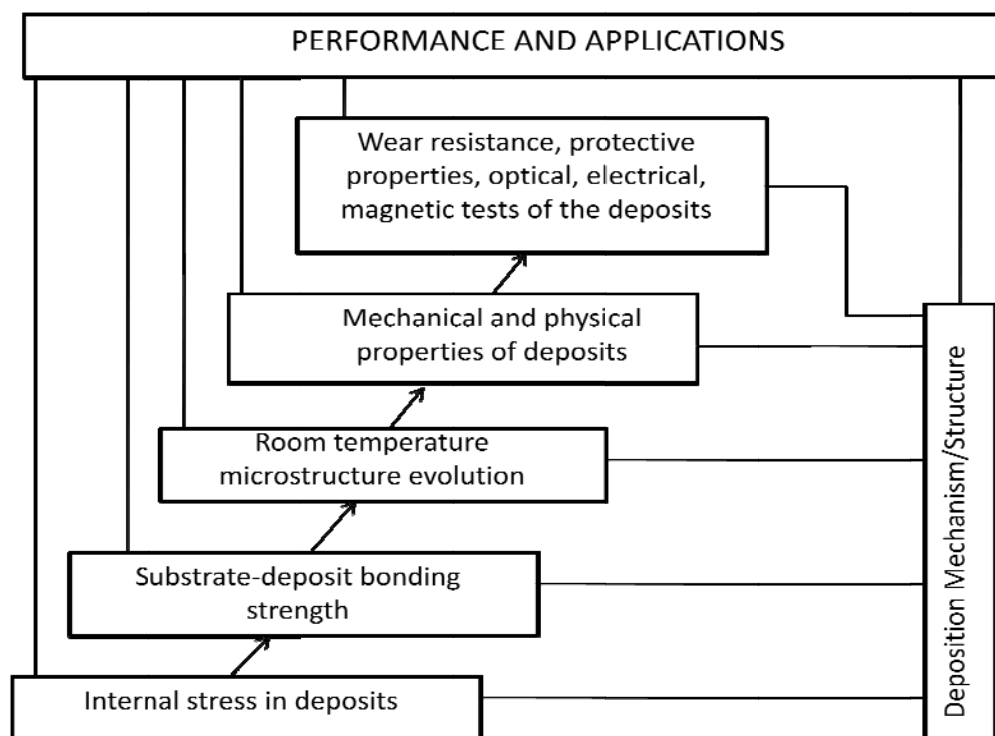 PERFORMANCE AND APPLICATIONS
Wear resistance, protective
properties, optical, electrical,
magnetic tests of the deposits
Mechanical and physical
properties of deposits
Room temperature
microstructure evolution
Substrate-deposit bonding
strength
Internal stress in deposits
Deposition Mechanism/Structure